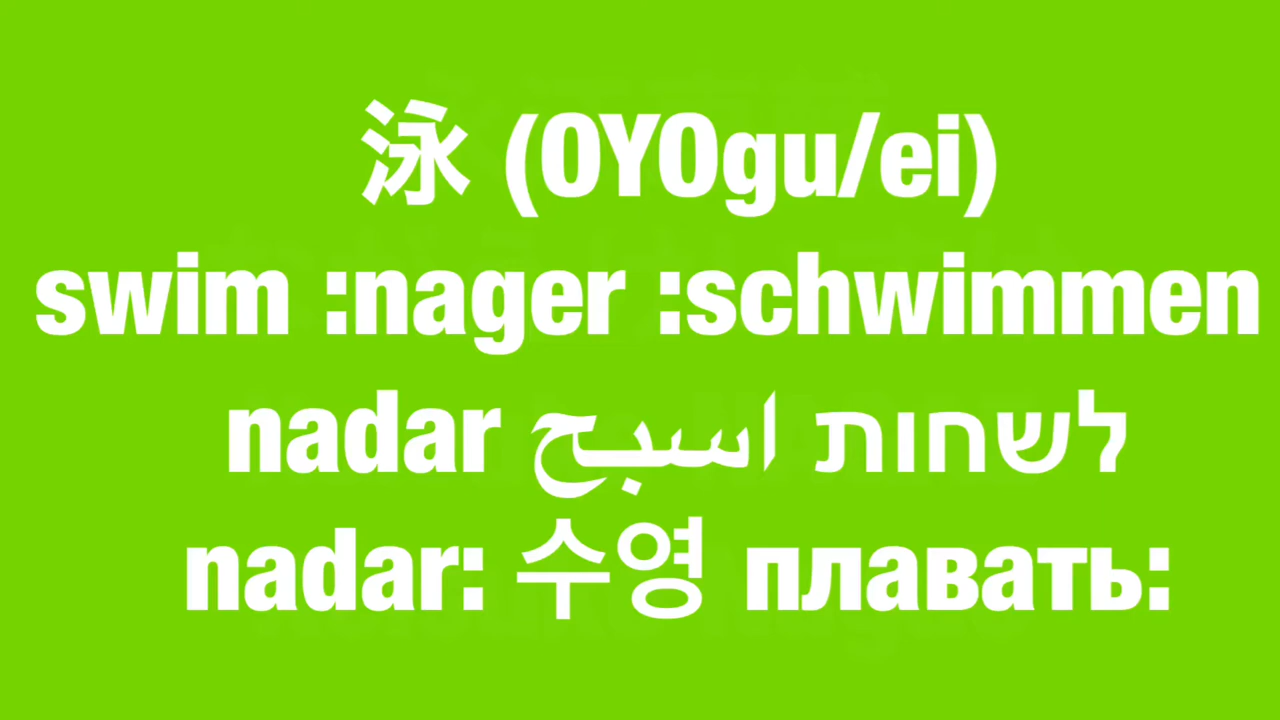 泳 (OYOgu/ei)
swim :nager :schwimmen
nadar اسبح לשחות
nadar: 수영 плавать: